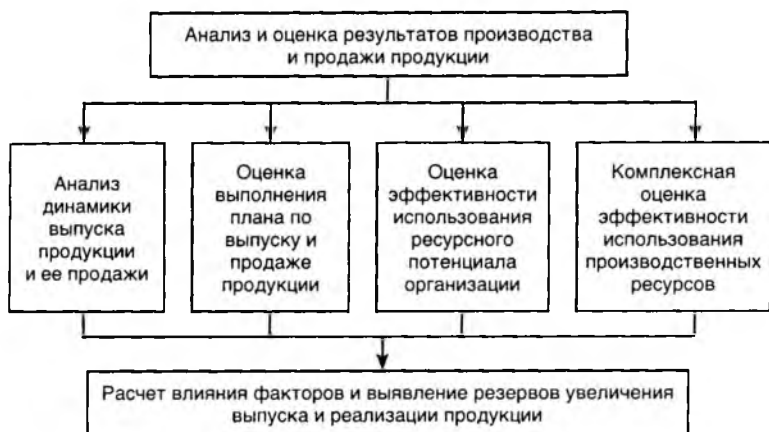 Анализ и оценка результатов производства
и продажи продукции
Анализ
динамики
выпуска
продукции
и ее продажи
Оценка
выполнения
плана по
выпуску и
продаже
продукции
Оценка
эффективности
использования
ресурсного
потенциала
организации
Комплексная
оценка
эффективности
использования
производственных
ресурсов
Расчет влияния факторов и выявление резервов увеличения
выпуска и реализации продукции